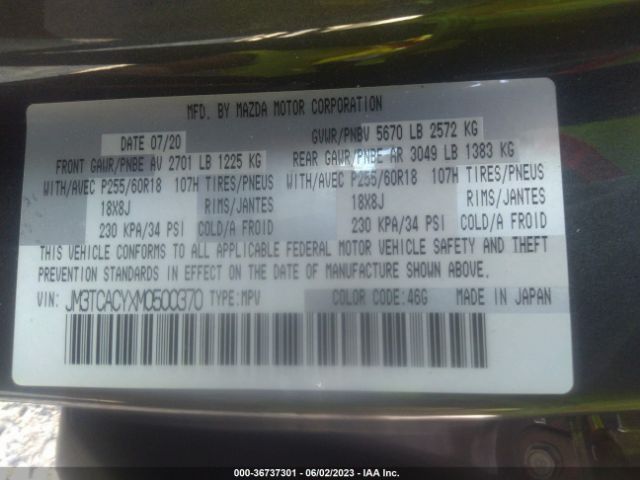 MFD. BY MAZDA MOTOR CORPORATION
DATE 07/20 GVWR/PNBV 5670 LB 2572 KG
FRONT GAWR/PNBE AV 2701 LB 1225 KG REAR GAWR/PNBE AR 3049 LB 1383 KG
WITH/AVEC P255/60R18 107H TIRES/PNEUS WITH/AVEC P255/60R18 107H TIRES/PNEUS
18X8J RIMS/JANTES 18X8J RIMS/JANTES
230 KPA/34 PSI COLD/A FROID 230 KPA/34 PSI COLD/A FROID
THIS VEHICLE CONFORMS TO ALL APPLICABLE FEDERAL MOTOR VEHICLE SAFETY AND THEFT
PREVENTION STANDARDS IN EFFECT ON THE DATE OF MANUFACTURE SHOWN ABOVE.
VIN: JM3TCACYXM0500370 TYPE:MPV COLOR CODE:46G MADE IN JAPAN
000-36737301 - 06/02/2023 - IAA Inc.